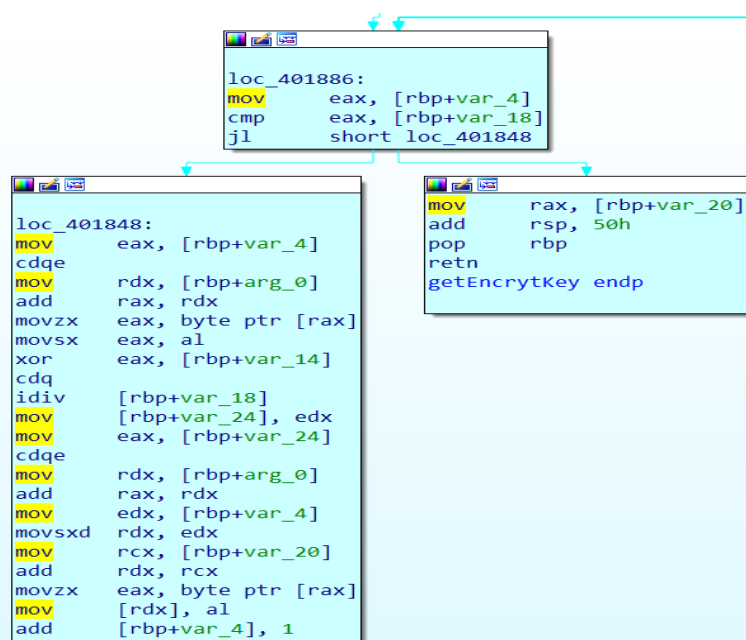 loc_401886:
mov eax, [rbp+var_4]
cmp eax, [rbp+var_18]
jl short loc_401848
loc_401848:
mov eax, [rbp+var_4]
cdqe
mov rdx, [rbp+arg_0]
add rax, rdx
movzx eax, byte ptr [rax]
movsx eax, al
xor eax, [rbp+var_14]
cdq
idiv [rbp+var_18]
mov [rbp+var_24], edx
mov eax, [rbp+var_24]
cdqe
mov rdx, [rbp+arg_0]
add rax, rdx
mov edx, [rbp+var_4]
movsxd rdx, edx
mov rcx, [rbp+var_20]
add rdx, rcx
movzx eax, byte ptr [rax]
mov [rdx], al
add [rbp+var_4], 1
mov rax, [rbp+var_20]
add rsp, 50h
pop rbp
retn
getEncrytKey endp